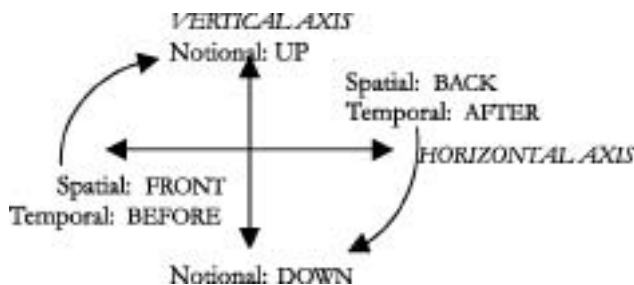 VERTICAL AXIS
Notional: UP
Spatial: BACK
Temporal: AFTER
HORIZONTAL AXIS
Spatial: FRONT
Temporal: BEFORE
Notional: DOWN